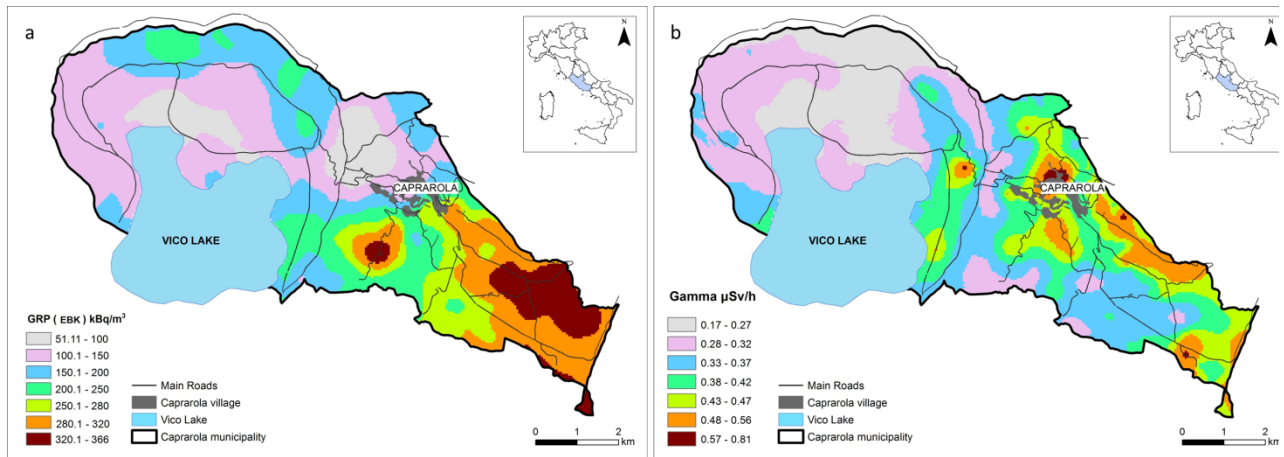 a
N
CAPRAROLA
VICO LAKE
GRP ( EBK ) kBq/m³
51.11 - 100
100.1 - 150
150.1 - 200
200.1 - 250
250.1 - 280
280.1 - 320
320.1 - 366
Main Roads
Caprarola village
Vico Lake
Caprarola municipality
0 1 2
km
b
N
CAPRAROLA
VICO LAKE
Gamma µSv/h
0.17 - 0.27
0.28 - 0.32
0.33 - 0.37
0.38 - 0.42
0.43 - 0.47
0.48 - 0.56
0.57 - 0.81
Main Roads
Caprarola village
Vico Lake
Caprarola municipality
0 1 2
km